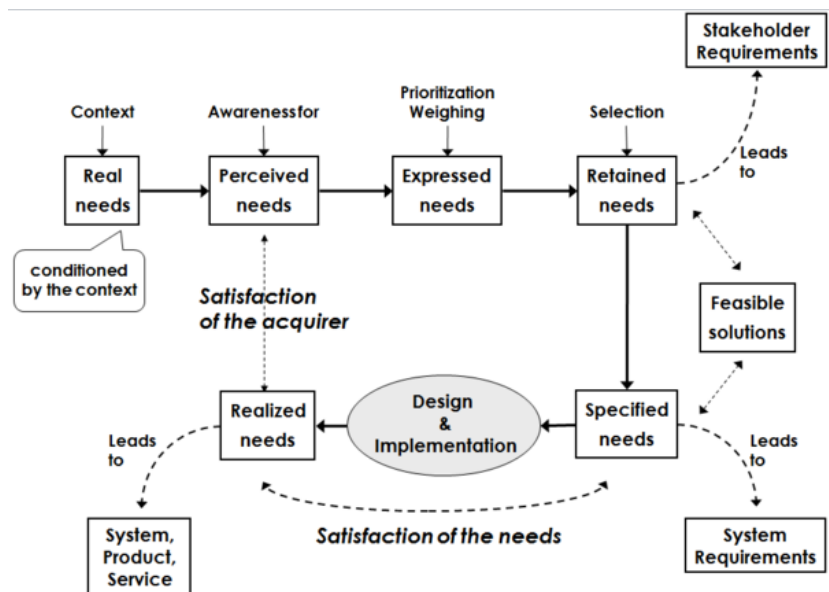 Stakeholder
Requirements
Prioritization
Weighing
Context
Awareness for
Selection
Leads
to
Real
needs
Perceived
needs
Expressed
needs
Retained
needs
conditioned
by the context
Satisfaction
of the acquirer
Feasible
solutions
Realized
needs
Design
&
Implementation
Specified
needs
Leads
to
Leads
to
System,
Product,
Service
Satisfaction of the needs
System
Requirements